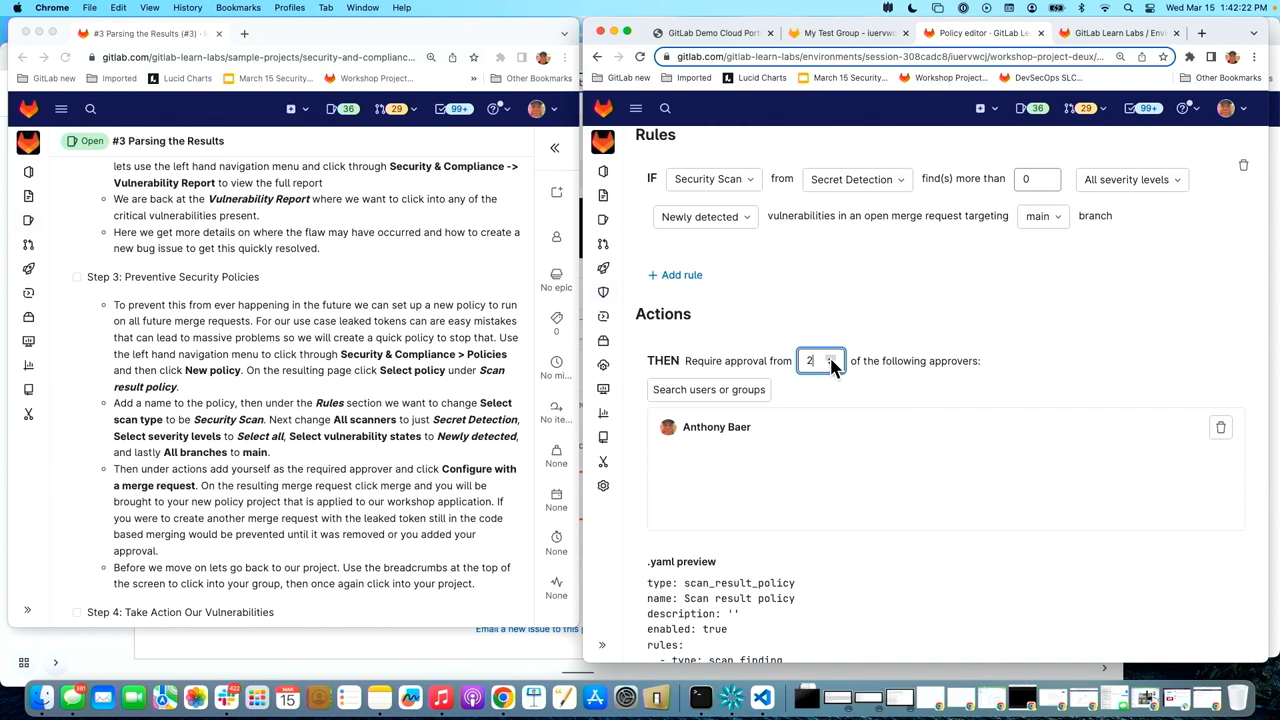 Chrome File Edit View History Bookmarks Profiles Tab Window Help
Wed Mar 15 1:42:22 PM
#3 Parsing the Results (#3) · I
gitlab.com/gitlab-learn-labs/sample-projects/security-and-complianc...
GitLab new Imported Lucid Charts March 15 Security... Workshop Project... » Other Bookmarks
36 29 99+
Open #3 Parsing the Results
lets use the left hand navigation menu and click through Security & Compliance ->
Vulnerability Report to view the full report
We are back at the Vulnerability Report where we want to click into any of the
critical vulnerabilities present.
Here we get more details on where the flaw may have occurred and how to create a
new bug issue to get this quickly resolved.
Step 3: Preventive Security Policies
To prevent this from ever happening in the future we can set up a new policy to run
on all future merge requests. For our use case leaked tokens can are easy mistakes
that can lead to massive problems so we will create a quick policy to stop that. Use
the left hand navigation menu to click through Security & Compliance > Policies
and then click New policy. On the resulting page click Select policy under Scan
result policy.
Add a name to the policy, then under the Rules section we want to change Select
scan type to be Security Scan. Next change All scanners to just Secret Detection,
Select severity levels to Select all, Select vulnerability states to Newly detected,
and lastly All branches to main.
Then under actions add yourself as the required approver and click Configure with
a merge request. On the resulting merge request click merge and you will be
brought to your new policy project that is applied to our workshop application. If
you were to create another merge request with the leaked token still in the code
based merging would be prevented until it was removed or you added your
approval.
Before we move on lets go back to our project. Use the breadcrumbs at the top of
the screen to click into your group, then once again click into your project.
Step 4: Take Action Our Vulnerabilities
No epic
0
No mi...
No ite...
None
None
None
None
Email a new issue to this
GitLab Demo Cloud Port
My Test Group · iuervwc
Policy editor · GitLab Le
GitLab Learn Labs / Envi
gitlab.com/gitlab-learn-labs/environments/session-308cadc8/iuervwcj/workshop-project-deux/...
GitLab new Imported Lucid Charts March 15 Security... Workshop Project... DevSecOps SLC... Other Bookmarks
36 29 99+
Rules
IF Security Scan from Secret Detection find(s) more than 0 All severity levels
Newly detected vulnerabilities in an open merge request targeting main branch
+ Add rule
Actions
THEN Require approval from 2 of the following approvers:
Search users or groups
Anthony Baer
.yaml preview
type: scan_result_policy
name: Scan result policy
description: ''
enabled: true
rules:
- type: scan_finding